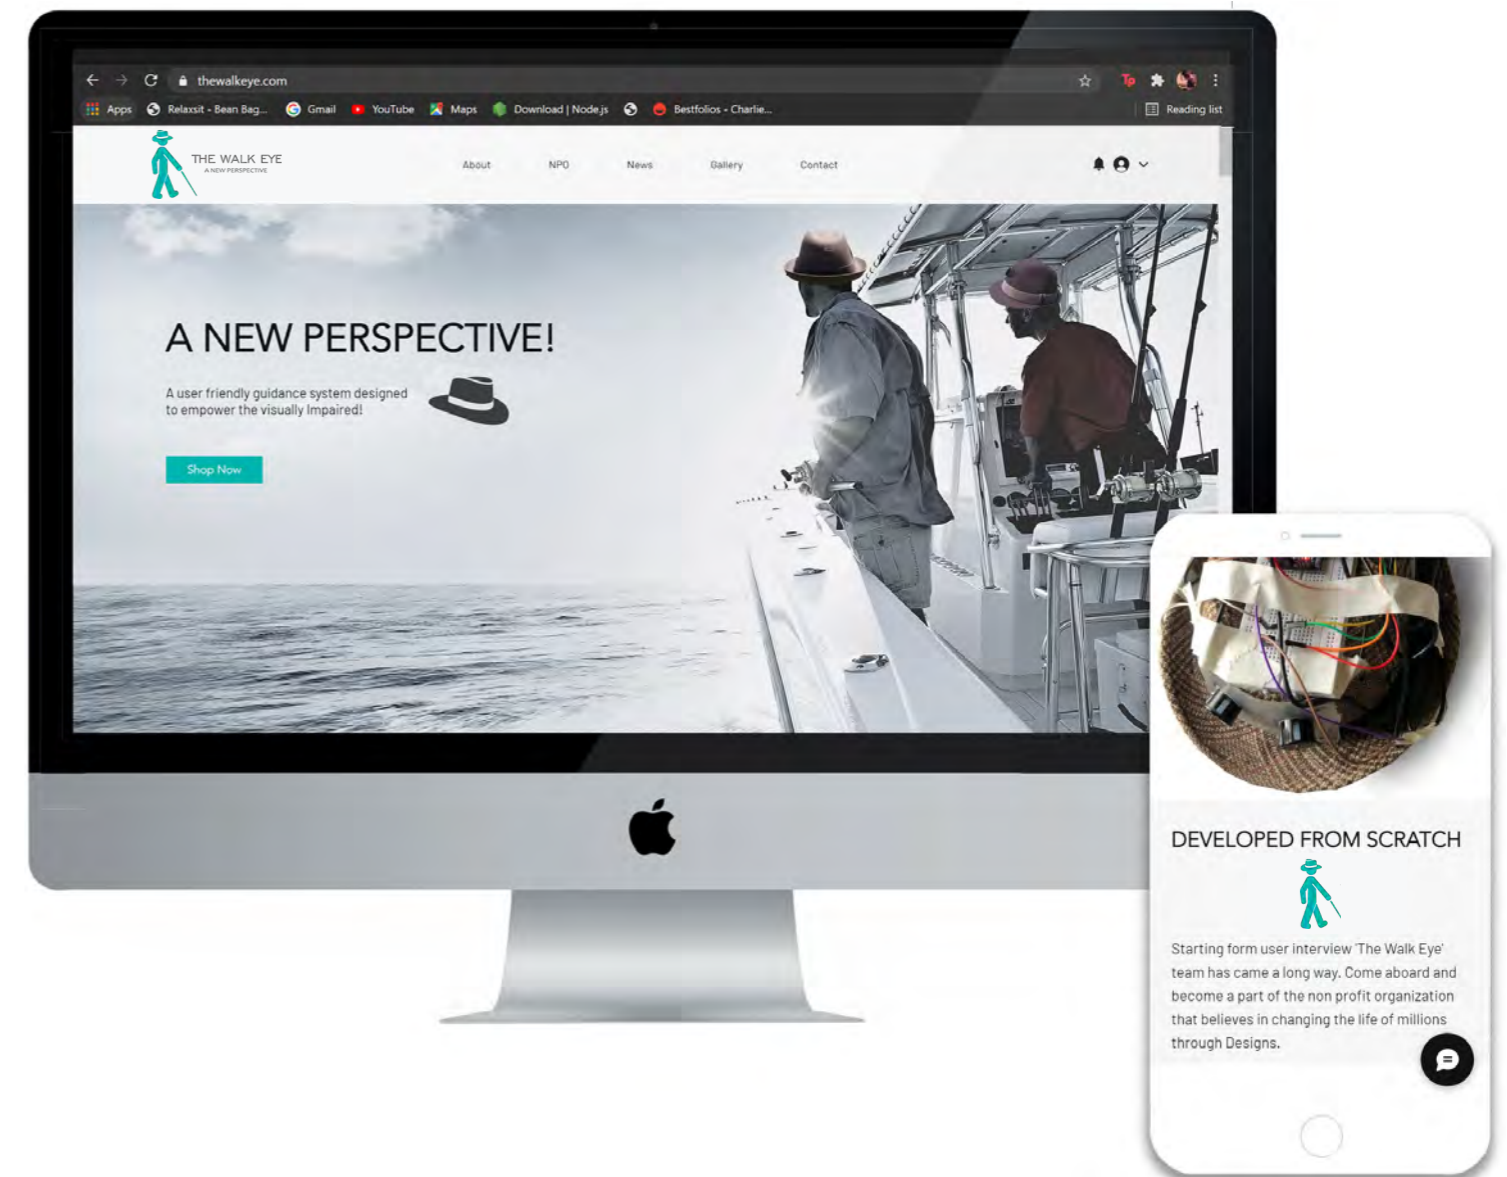 thewalkeye.com
Apps Relaxsit - Bean Bag... Gmail YouTube Maps Download | Node.js Bestfolios - Charlie... Reading list
THE WALK EYE
A NEW PERSPECTIVE
About NPO News Gallery Contact
A NEW PERSPECTIVE!
A user friendly guidance system designed
to empower the visually Impaired!
Shop Now
DEVELOPED FROM SCRATCH
Starting form user interview 'The Walk Eye'
team has came a long way. Come aboard and
become a part of the non profit organization
that believes in changing the life of millions
through Designs.